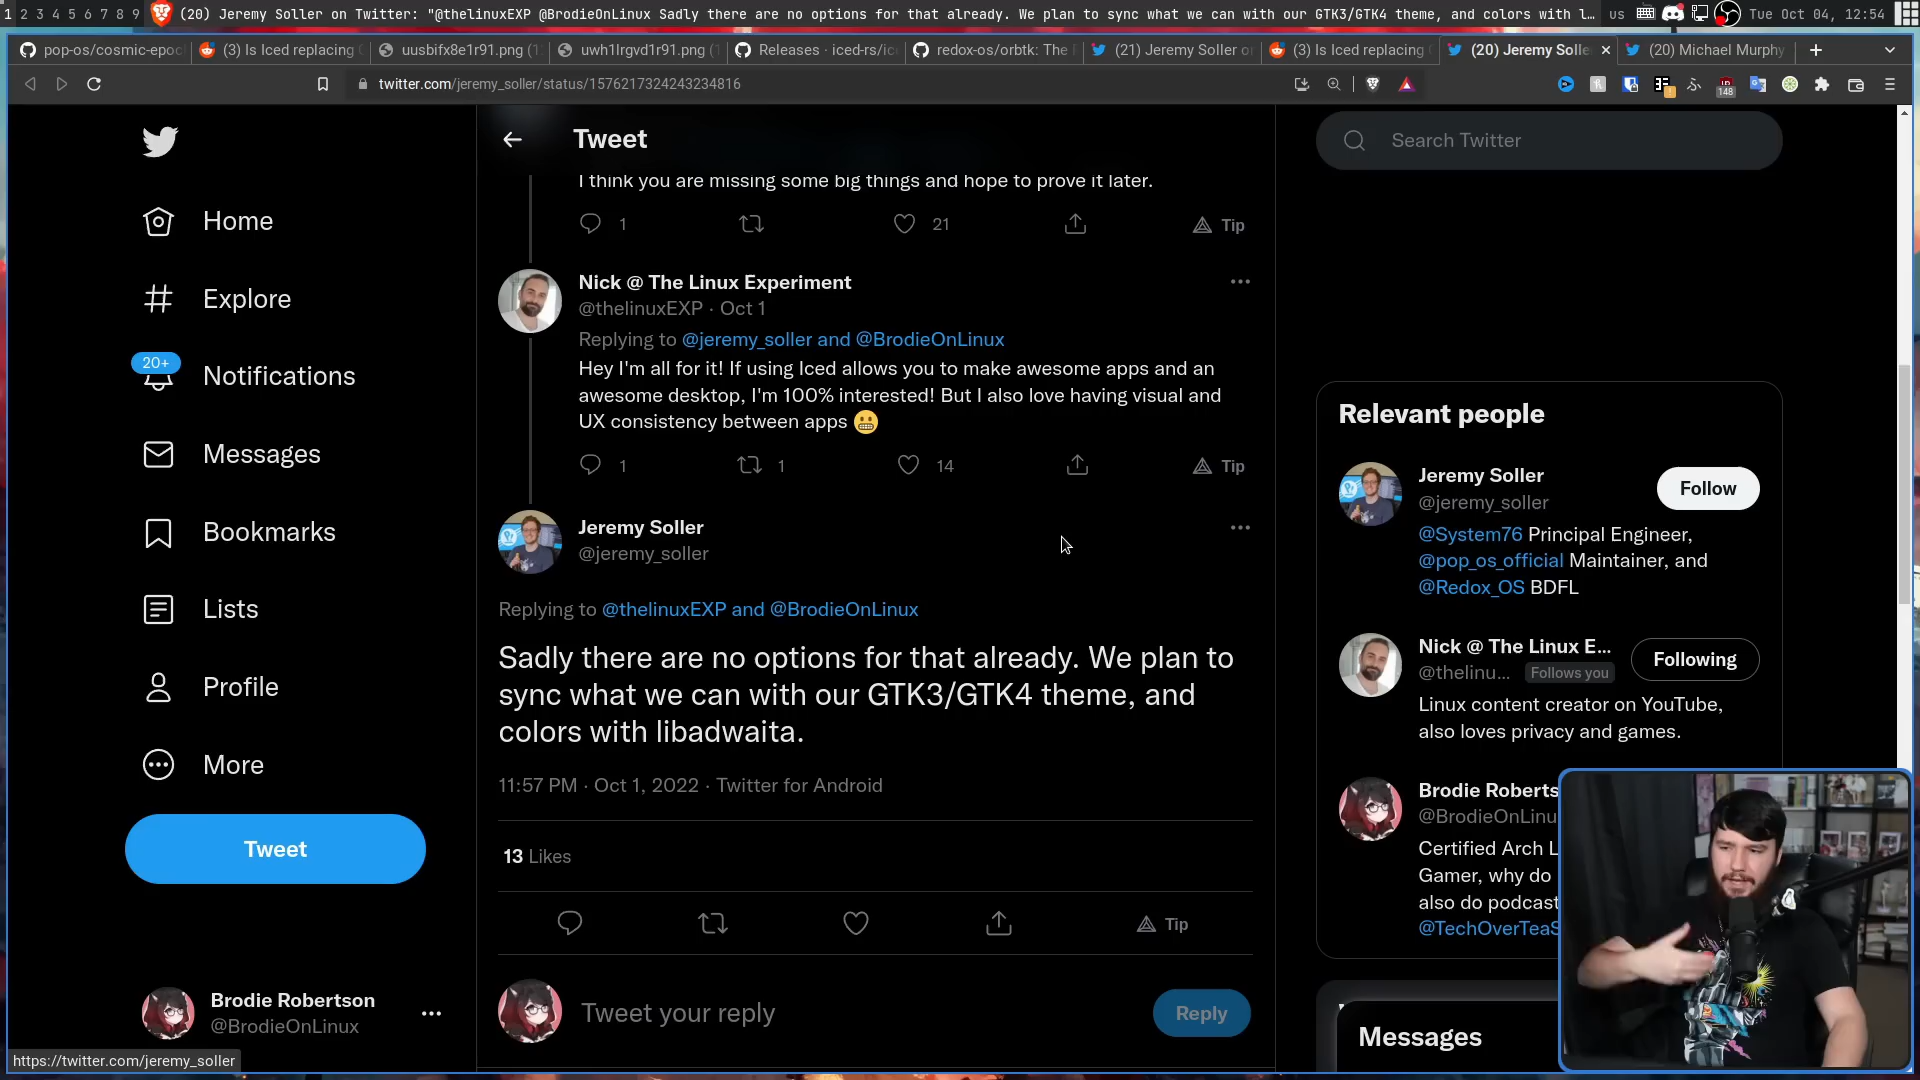 1 2 3 4 5 6 7 8 9
(20) Jeremy Soller on Twitter: "@thelinuxEXP @BrodieOnLinux Sadly there are no options for that already. We plan to sync what we can with our GTK3/GTK4 theme, and colors with l…
us
Tue Oct 04, 12:54
pop-os/cosmic-epoc
(3) Is Iced replacing
uusbifx8e1r91.png (1
uwh1lrgvd1r91.png (
Releases · iced-rs/ic
redox-os/orbtk: The
(21) Jeremy Soller o
(3) Is Iced replacing
(20) Jeremy Solle
(20) Michael Murphy
twitter.com/jeremy_soller/status/1576217324243234816
148
Home
Explore
20+
Notifications
Messages
Bookmarks
Lists
Profile
More
Tweet
Brodie Robertson
@BrodieOnLinux
https://twitter.com/jeremy_soller
Tweet
I think you are missing some big things and hope to prove it later.
1
21
Tip
Nick @ The Linux Experiment
@thelinuxEXP · Oct 1
Replying to @jeremy_soller and @BrodieOnLinux
Hey I'm all for it! If using Iced allows you to make awesome apps and an
awesome desktop, I'm 100% interested! But I also love having visual and
UX consistency between apps 😬
1
1
14
Tip
Jeremy Soller
@jeremy_soller
Replying to @thelinuxEXP and @BrodieOnLinux
Sadly there are no options for that already. We plan to
sync what we can with our GTK3/GTK4 theme, and
colors with libadwaita.
11:57 PM · Oct 1, 2022 · Twitter for Android
13 Likes
Tip
Tweet your reply
Reply
Search Twitter
Relevant people
Jeremy Soller
@jeremy_soller
Follow
@System76 Principal Engineer,
@pop_os_official Maintainer, and
@Redox_OS BDFL
Nick @ The Linux E...
@thelinu... Follows you
Following
Linux content creator on YouTube,
also loves privacy and games.
Brodie Roberts
@BrodieOnLinu
Certified Arch L
Gamer, why do
also do podcast
@TechOverTeaS
Messages